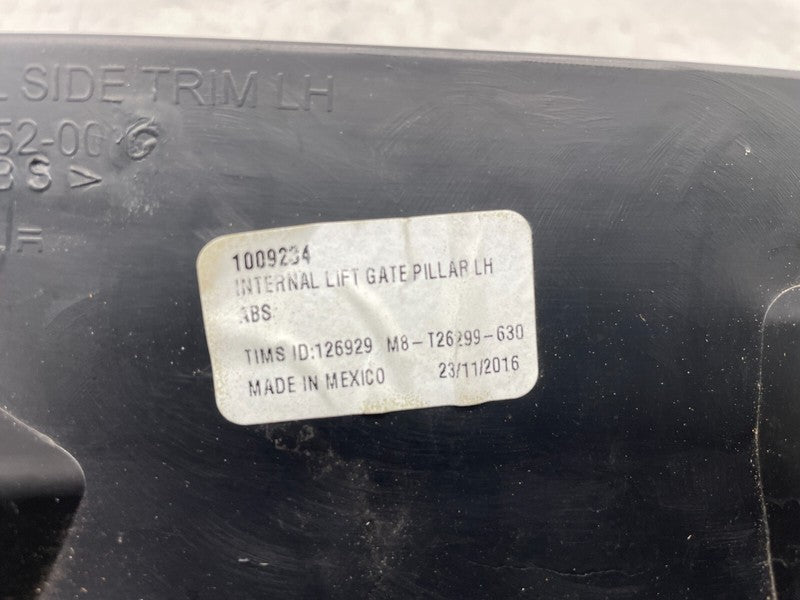 SIDE TRIM LH
52-00
BS>
1009234
INTERNAL LIFT GATE PILLAR LH
ABS
TIMS ID:126929 M8-T26299-630
MADE IN MEXICO 23/11/2016